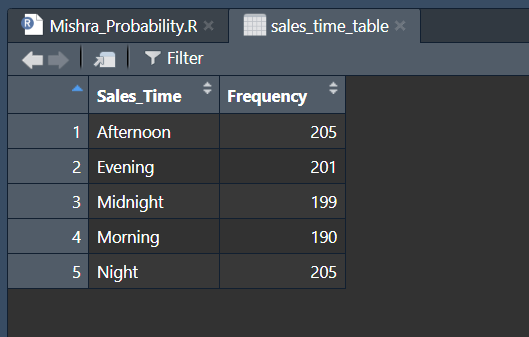 Mishra_Probability.R sales_time_table
Filter
Sales_Time Frequency
1 Afternoon 205
2 Evening 201
3 Midnight 199
4 Morning 190
5 Night 205